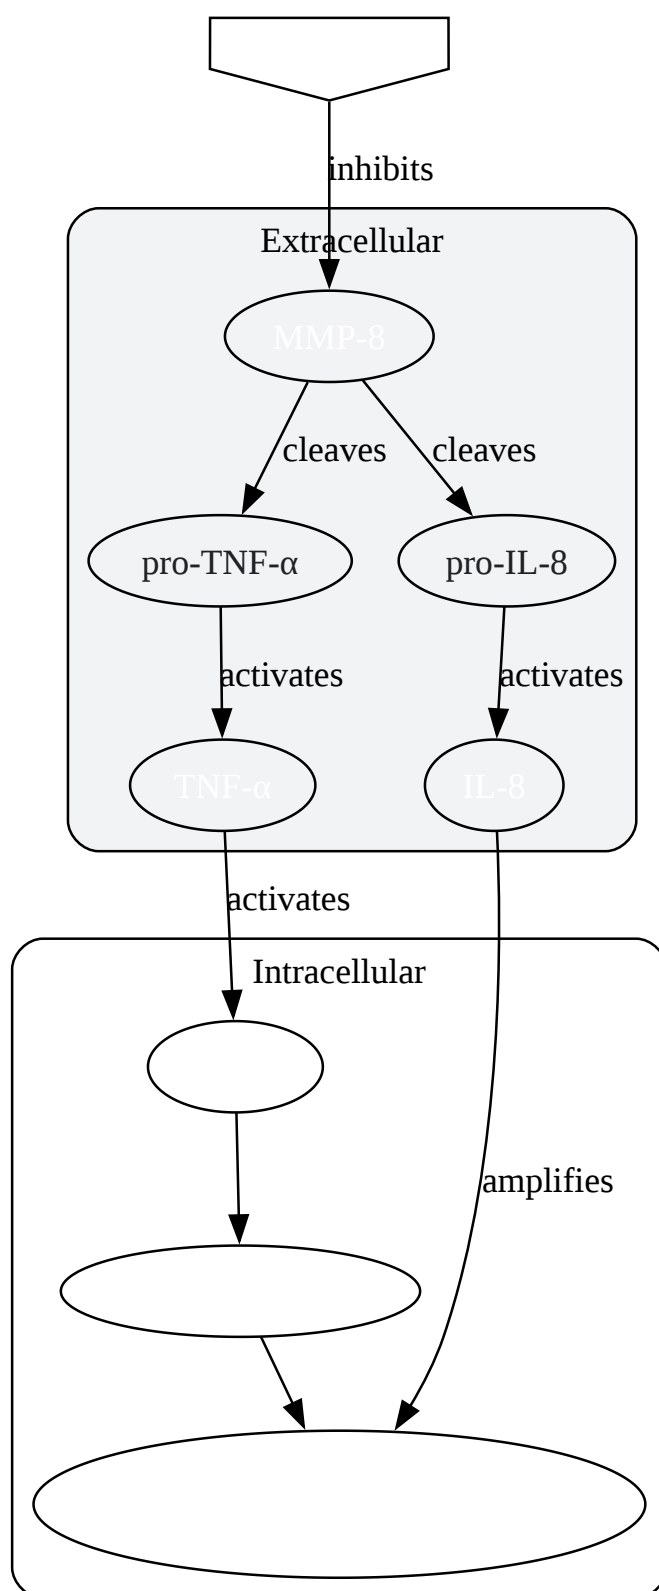 inhibits
Extracellular
MMP-8
cleaves cleaves
pro-TNF-α pro-IL-8
activates activates
TNF-α IL-8
activates
Intracellular
amplifies